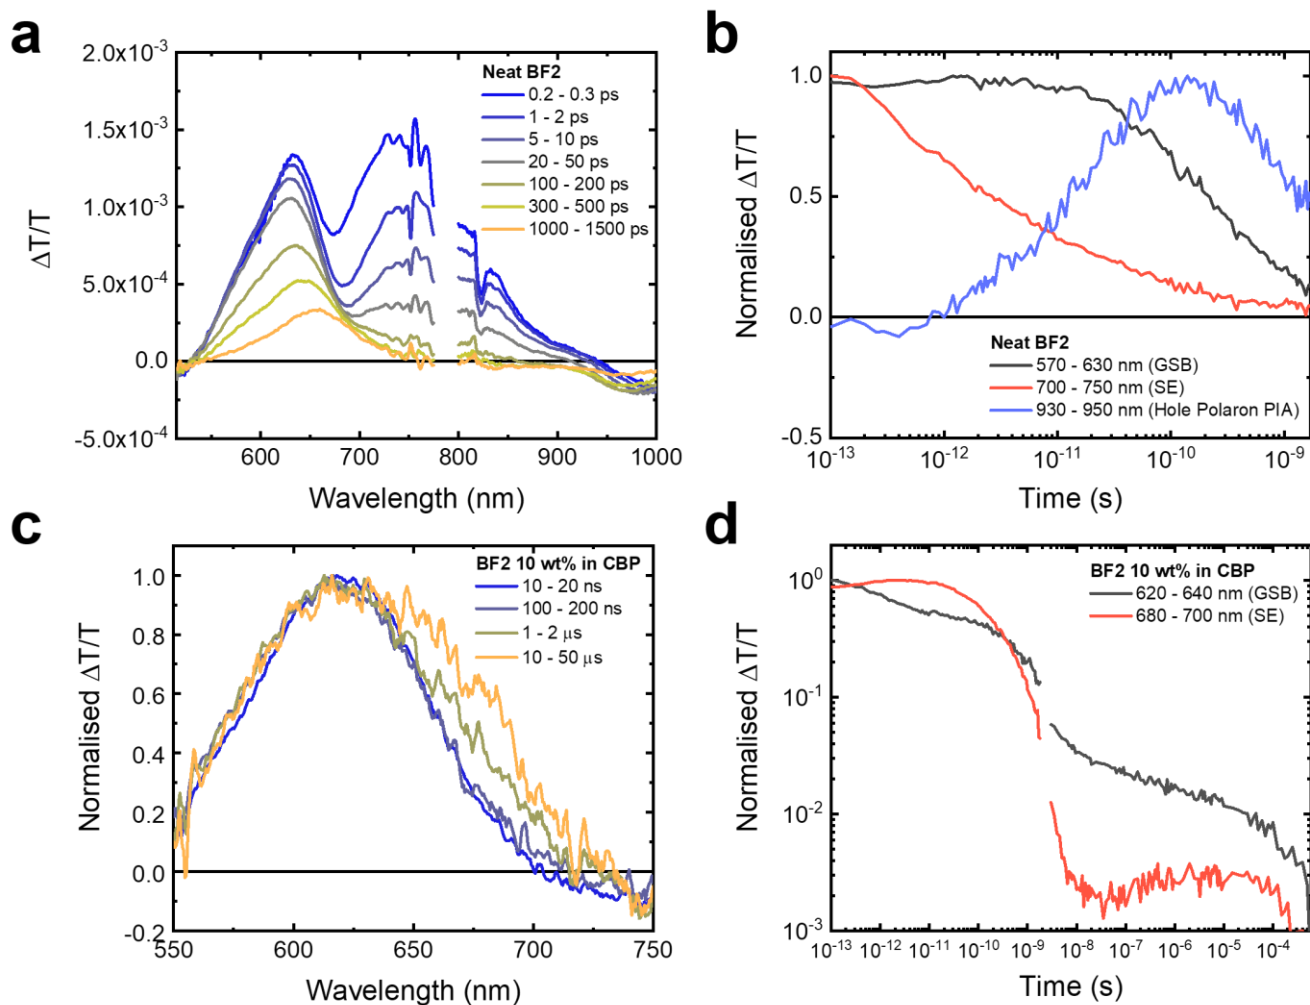 a
2.0x10⁻³
1.5x10⁻³
1.0x10⁻³
5.0x10⁻⁴
0.0
-5.0x10⁻⁴
ΔT/T
Neat BF2
0.2 - 0.3 ps
1 - 2 ps
5 - 10 ps
20 - 50 ps
100 - 200 ps
300 - 500 ps
1000 - 1500 ps
600 700 800 900 1000
Wavelength (nm)
b
1.0
0.5
0.0
-0.5
Normalised ΔT/T
Neat BF2
570 - 630 nm (GSB)
700 - 750 nm (SE)
930 - 950 nm (Hole Polaron PIA)
10⁻¹³ 10⁻¹² 10⁻¹¹ 10⁻¹⁰ 10⁻⁹
Time (s)
c
1.0
0.8
0.6
0.4
0.2
0.0
-0.2
Normalised ΔT/T
BF2 10 wt% in CBP
10 - 20 ns
100 - 200 ns
1 - 2 μs
10 - 50 μs
550 600 650 700 750
Wavelength (nm)
d
10⁰
10⁻¹
10⁻²
10⁻³
Normalised ΔT/T
BF2 10 wt% in CBP
620 - 640 nm (GSB)
680 - 700 nm (SE)
10⁻¹³ 10⁻¹² 10⁻¹¹ 10⁻¹⁰ 10⁻⁹ 10⁻⁸ 10⁻⁷ 10⁻⁶ 10⁻⁵ 10⁻⁴
Time (s)